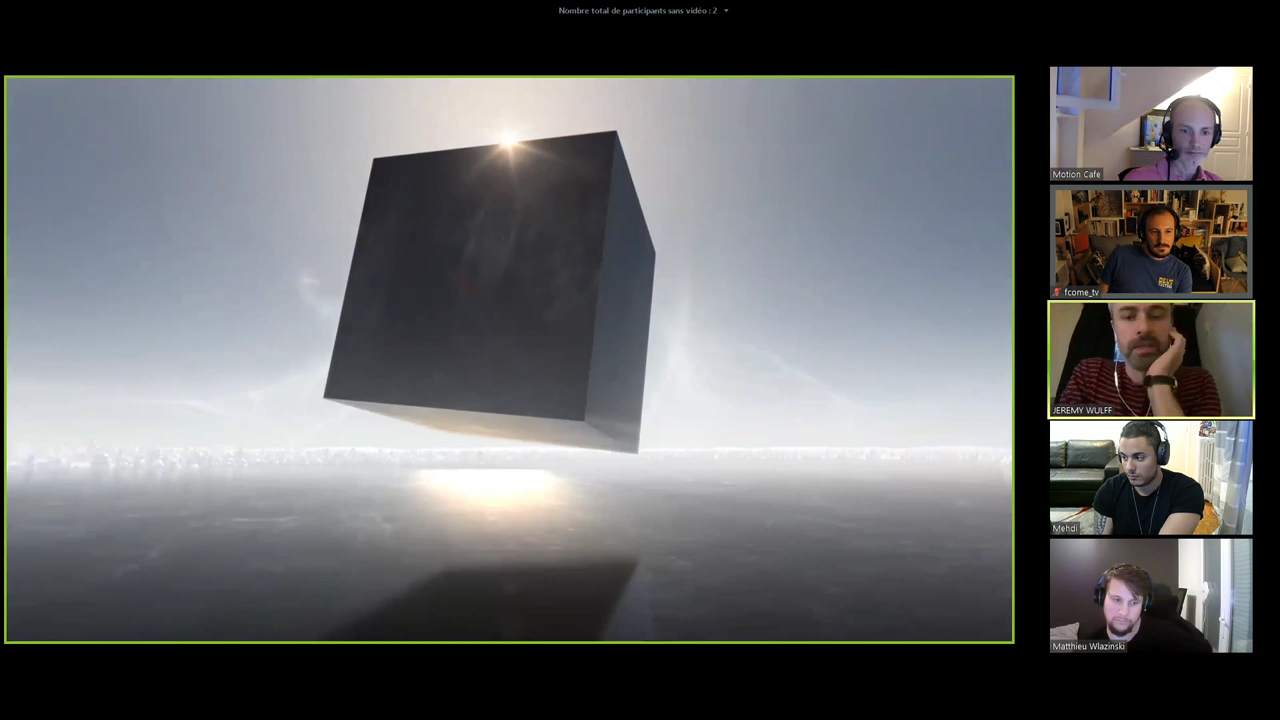 Nombre total de participants sans vidéo : 2
Motion Cafe
fcome_tv
JEREMY WULFF
Mehdi
Matthieu Wlazinski